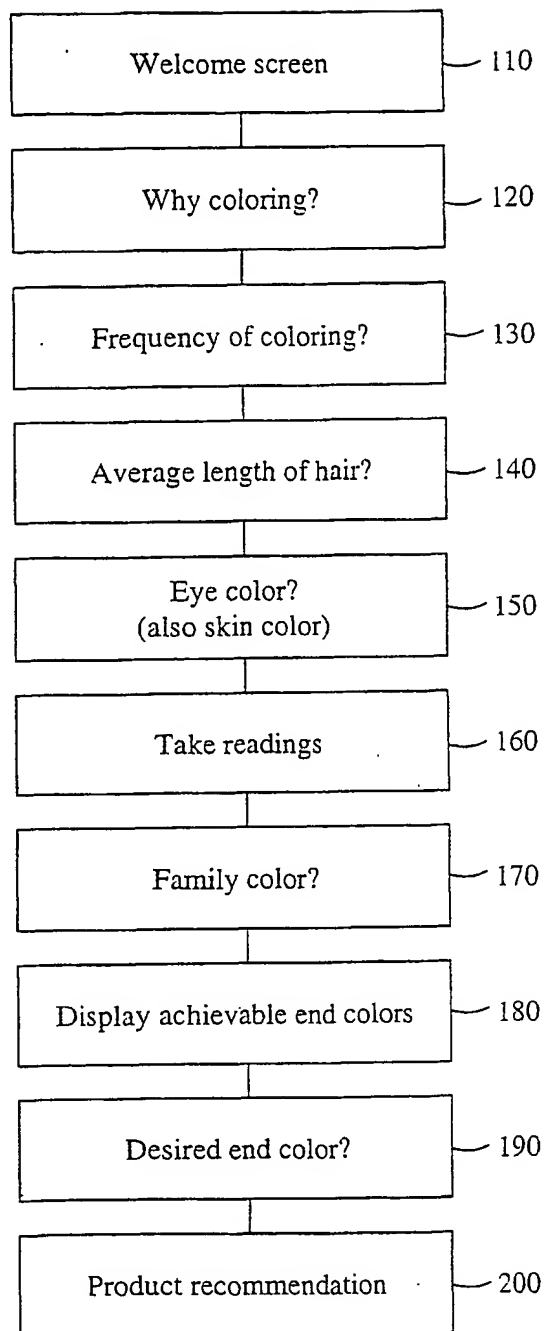 Welcome screen 110
Why coloring? 120
Frequency of coloring? 130
Average length of hair? 140
Eye color?
(also skin color) 150
Take readings 160
Family color? 170
Display achievable end colors 180
Desired end color? 190
Product recommendation 200